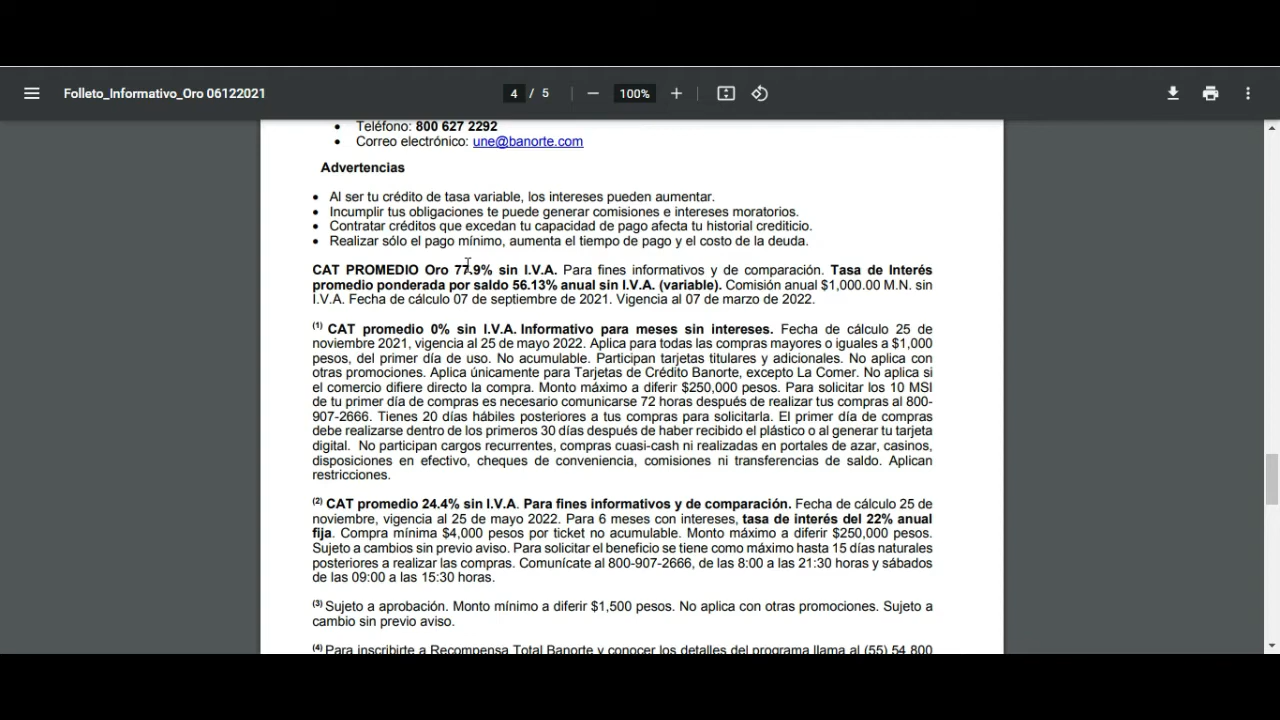 Folleto_Informativo_Oro 06122021
4 / 5
100%
• Teléfono: 800 627 2292
• Correo electrónico: une@banorte.com
Advertencias
• Al ser tu crédito de tasa variable, los intereses pueden aumentar.
• Incumplir tus obligaciones te puede generar comisiones e intereses moratorios.
• Contratar créditos que excedan tu capacidad de pago afecta tu historial crediticio.
• Realizar sólo el pago mínimo, aumenta el tiempo de pago y el costo de la deuda.
CAT PROMEDIO Oro 77.9% sin I.V.A. Para fines informativos y de comparación. Tasa de Interés
promedio ponderada por saldo 56.13% anual sin I.V.A. (variable). Comisión anual $1,000.00 M.N. sin
I.V.A. Fecha de cálculo 07 de septiembre de 2021. Vigencia al 07 de marzo de 2022.
(1) CAT promedio 0% sin I.V.A. Informativo para meses sin intereses. Fecha de cálculo 25 de
noviembre 2021, vigencia al 25 de mayo 2022. Aplica para todas las compras mayores o iguales a $1,000
pesos, del primer día de uso. No acumulable. Participan tarjetas titulares y adicionales. No aplica con
otras promociones. Aplica únicamente para Tarjetas de Crédito Banorte, excepto La Comer. No aplica si
el comercio difiere directo la compra. Monto máximo a diferir $250,000 pesos. Para solicitar los 10 MSI
de tu primer día de compras es necesario comunicarse 72 horas después de realizar tus compras al 800-
907-2666. Tienes 20 días hábiles posteriores a tus compras para solicitarla. El primer día de compras
debe realizarse dentro de los primeros 30 días después de haber recibido el plástico o al generar tu tarjeta
digital. No participan cargos recurrentes, compras cuasi-cash ni realizadas en portales de azar, casinos,
disposiciones en efectivo, cheques de conveniencia, comisiones ni transferencias de saldo. Aplican
restricciones.
(2) CAT promedio 24.4% sin I.V.A. Para fines informativos y de comparación. Fecha de cálculo 25 de
noviembre, vigencia al 25 de mayo 2022. Para 6 meses con intereses, tasa de interés del 22% anual
fija. Compra mínima $4,000 pesos por ticket no acumulable. Monto máximo a diferir $250,000 pesos.
Sujeto a cambios sin previo aviso. Para solicitar el beneficio se tiene como máximo hasta 15 días naturales
posteriores a realizar las compras. Comunícate al 800-907-2666, de las 8:00 a las 21:30 horas y sábados
de las 09:00 a las 15:30 horas.
(3) Sujeto a aprobación. Monto mínimo a diferir $1,500 pesos. No aplica con otras promociones. Sujeto a
cambio sin previo aviso.
(4) Para inscribirte a Recompensa Total Banorte y conocer los detalles del programa llama al (55) 54 800